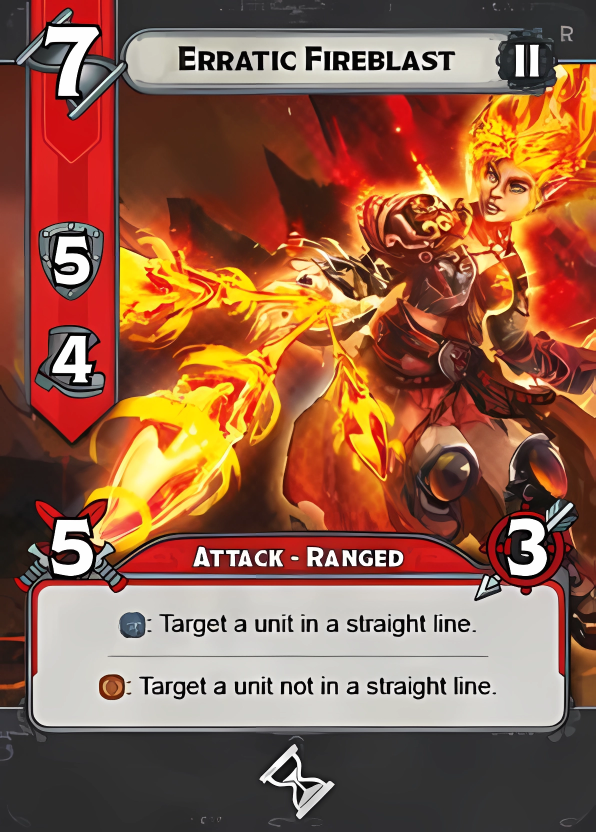 7
ERRATIC FIREBLAST
II
R
5
4
5
ATTACK - RANGED
3
: Target a unit in a straight line.
: Target a unit not in a straight line.